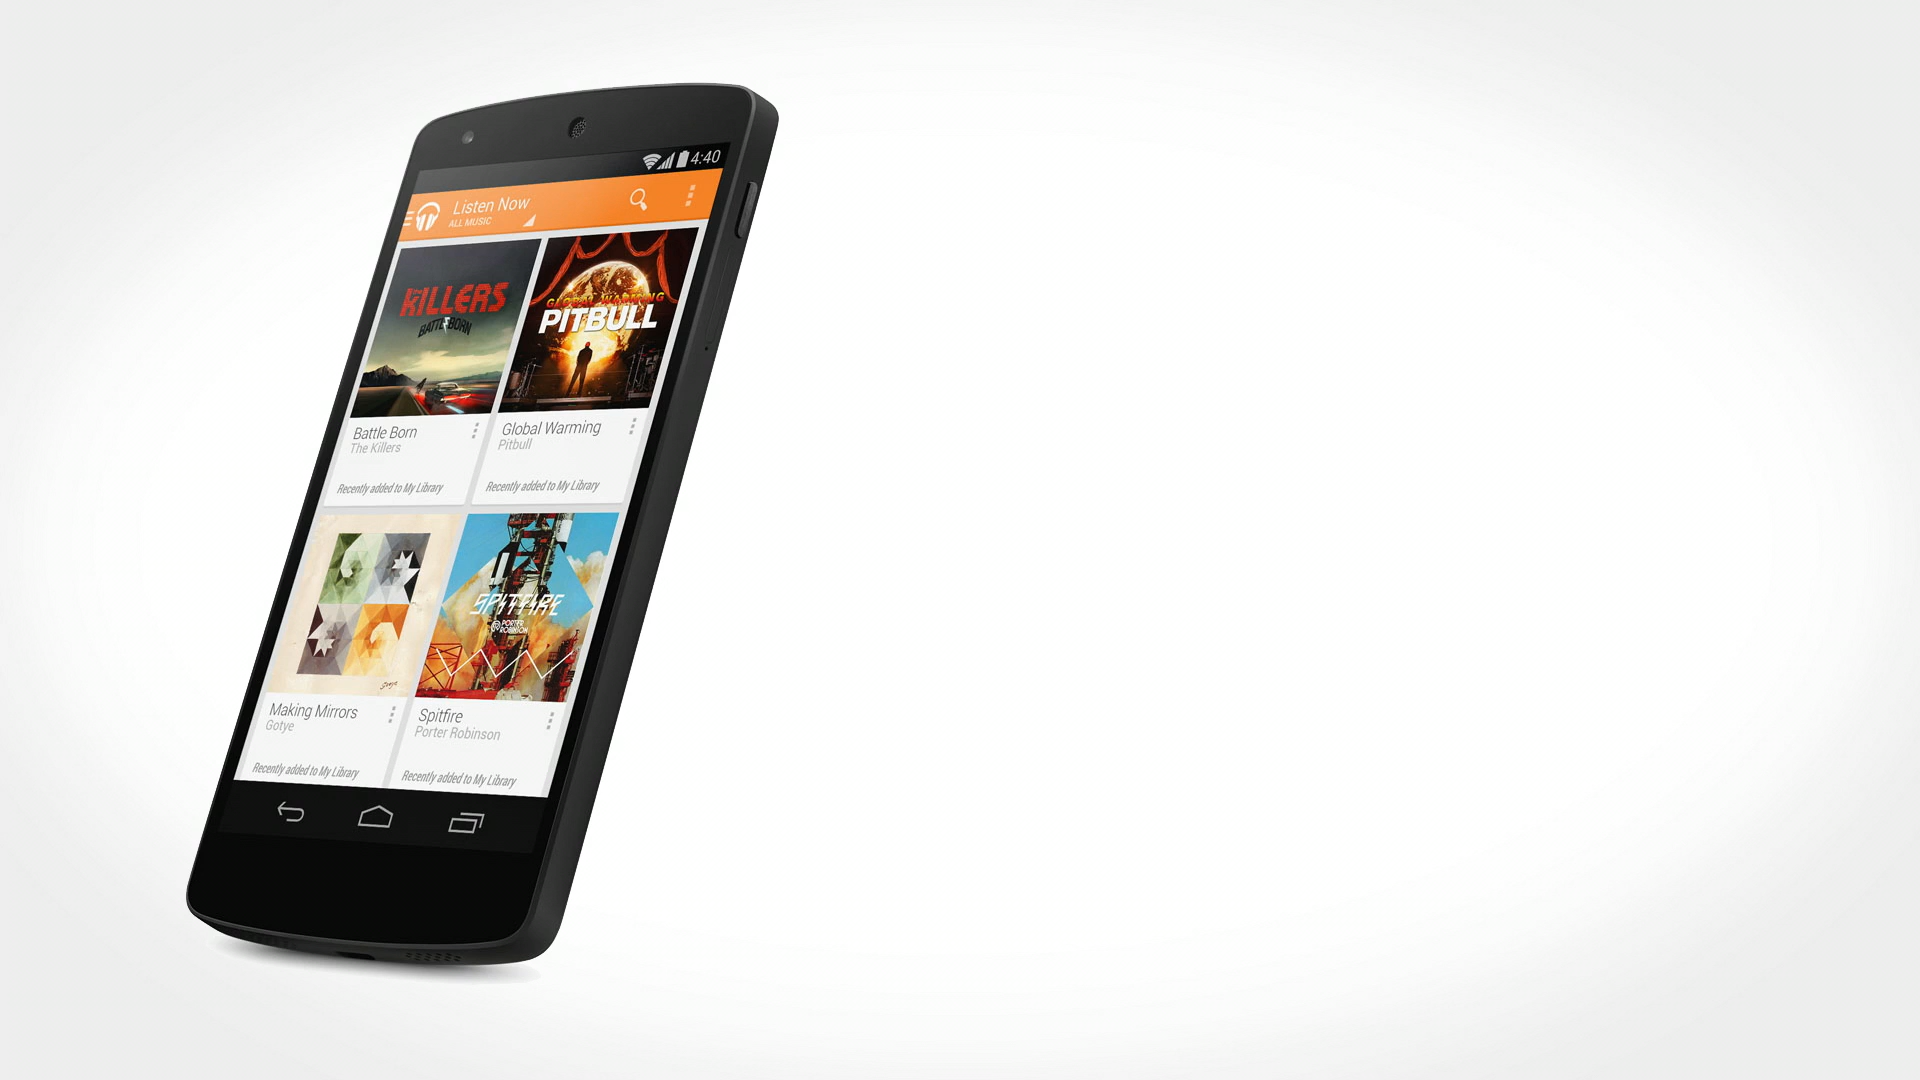 4:40
Listen Now
ALL MUSIC
THE
KILLERS
BATTLE BORN
GLOBAL WARMING
PITBULL
Battle Born
The Killers
Recently added to My Library
Global Warming
Pitbull
Recently added to My Library
gotye
SPITFIRE
PORTER
ROBINSON
Making Mirrors
Gotye
Recently added to My Library
Spitfire
Porter Robinson
Recently added to My Library